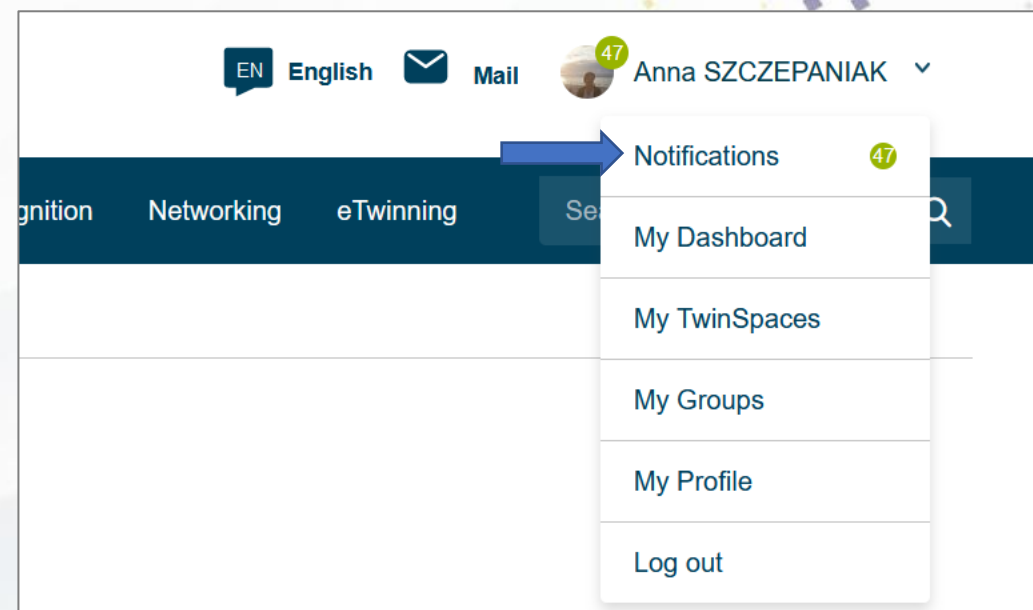 EN English Mail 47 Anna SZCZEPANIAK
Notifications 47
gnition Networking eTwinning Sea
My Dashboard
My TwinSpaces
My Groups
My Profile
Log out